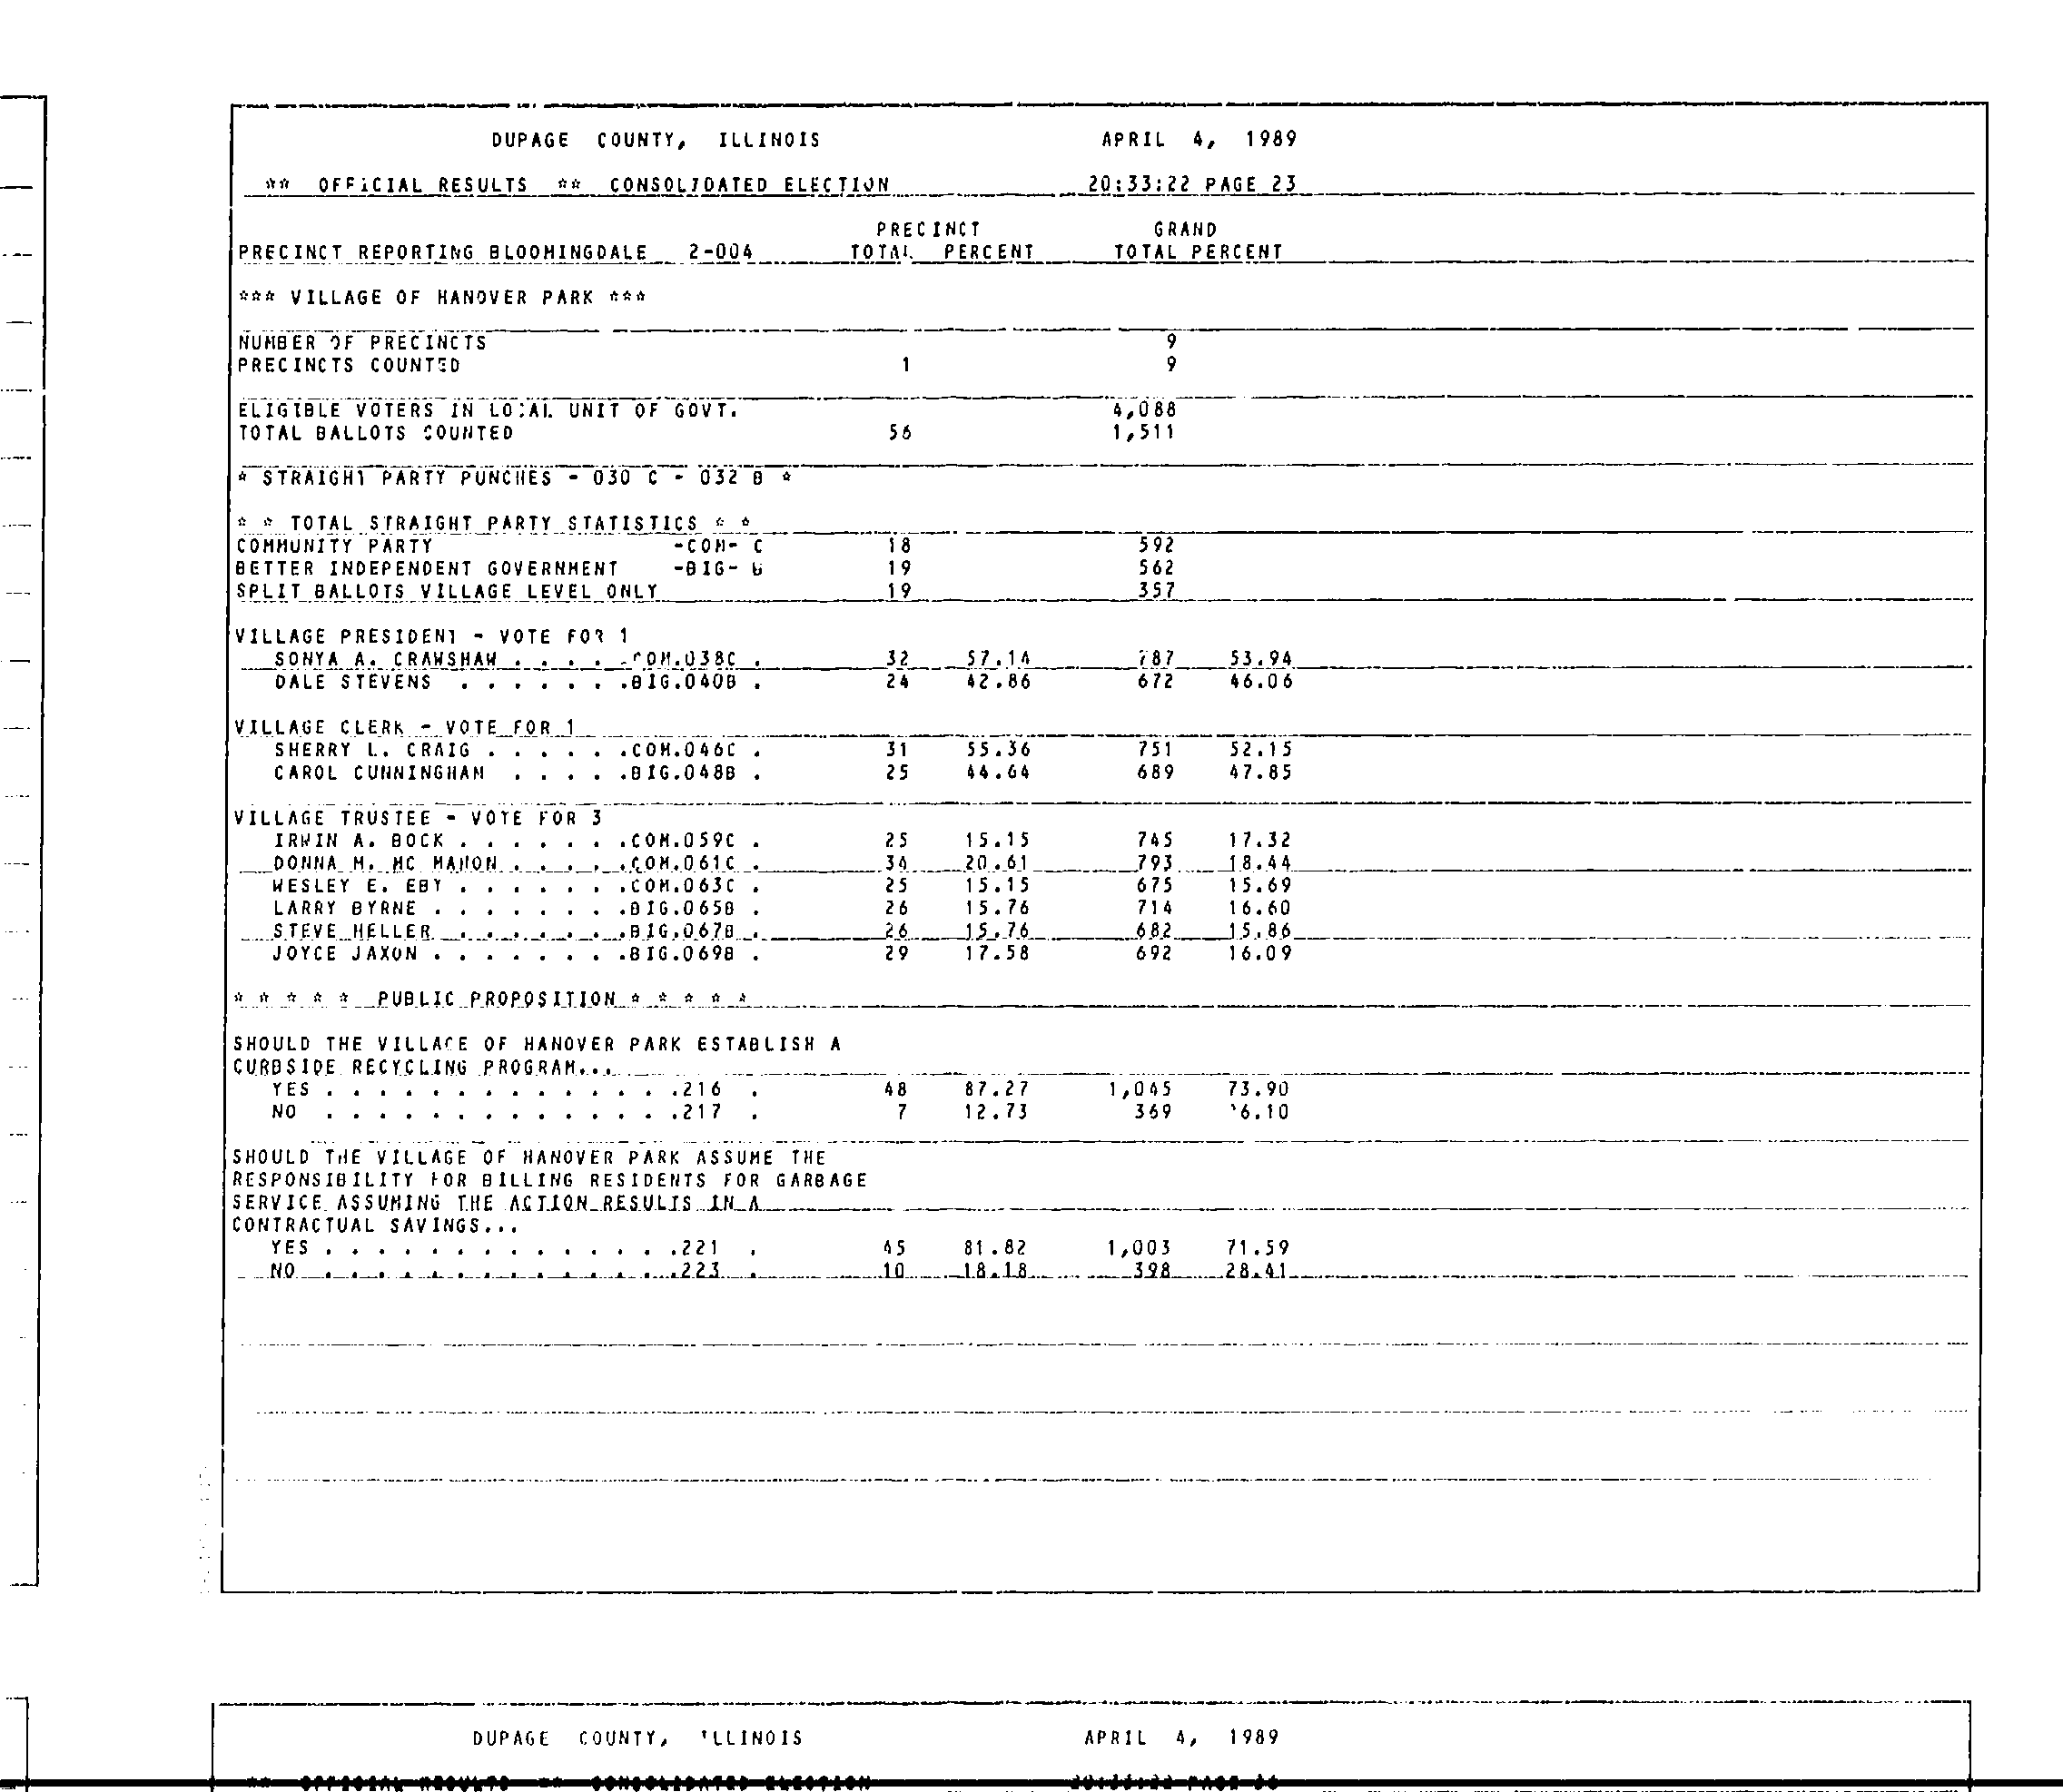 DUPAGE COUNTY, ILLINOIS APRIL 4, 1989
** OFFICIAL RESULTS ** CONSOLIDATED ELECTION 20:33:22 PAGE 23
PRECINCT GRAND
PRECINCT REPORTING BLOOMINGDALE 2-004 TOTAL PERCENT TOTAL PERCENT
*** VILLAGE OF HANOVER PARK ***
NUMBER OF PRECINCTS 9
PRECINCTS COUNTED 1 9
ELIGIBLE VOTERS IN LOCAL UNIT OF GOVT. 4,088
TOTAL BALLOTS COUNTED 56 1,511
* STRAIGHT PARTY PUNCHES - 030 C - 032 B *
* * TOTAL STRAIGHT PARTY STATISTICS * *
COMMUNITY PARTY -COM- C 18 592
BETTER INDEPENDENT GOVERNMENT -BIG- B 19 562
SPLIT BALLOTS VILLAGE LEVEL ONLY 19 357
VILLAGE PRESIDENT - VOTE FOR 1
SONYA A. CRAWSHAW . . . . .COM.038C . 32 57.14 787 53.94
DALE STEVENS . . . . . . .BIG.040B . 24 42.86 672 46.06
VILLAGE CLERK - VOTE FOR 1
SHERRY L. CRAIG . . . . . .COM.046C . 31 55.36 751 52.15
CAROL CUNNINGHAM . . . . .BIG.048B . 25 44.64 689 47.85
VILLAGE TRUSTEE - VOTE FOR 3
IRWIN A. BOCK . . . . . . .COM.059C . 25 15.15 745 17.32
DONNA M. MC MAHON . . . . .COM.061C . 34 20.61 793 18.44
WESLEY E. EBY . . . . . . .COM.063C . 25 15.15 675 15.69
LARRY BYRNE . . . . . . . .BIG.065B . 26 15.76 714 16.60
STEVE HELLER . . . . . . .BIG.067B . 26 15.76 682 15.86
JOYCE JAXON . . . . . . . .BIG.069B . 29 17.58 692 16.09
* * * * * PUBLIC PROPOSITION * * * * *
SHOULD THE VILLAGE OF HANOVER PARK ESTABLISH A
CURBSIDE RECYCLING PROGRAM...
YES . . . . . . . . . . . . . .216 . 48 87.27 1,045 73.90
NO . . . . . . . . . . . . . .217 . 7 12.73 369 26.10
SHOULD THE VILLAGE OF HANOVER PARK ASSUME THE
RESPONSIBILITY FOR BILLING RESIDENTS FOR GARBAGE
SERVICE ASSUMING THE ACTION RESULTS IN A
CONTRACTUAL SAVINGS...
YES . . . . . . . . . . . . . .221 . 45 81.82 1,003 71.59
NO . . . . . . . . . . . . . .223 . 10 18.18 398 28.41
DUPAGE COUNTY, ILLINOIS APRIL 4, 1989
** OFFICIAL RESULTS ** CONSOLIDATED ELECTION